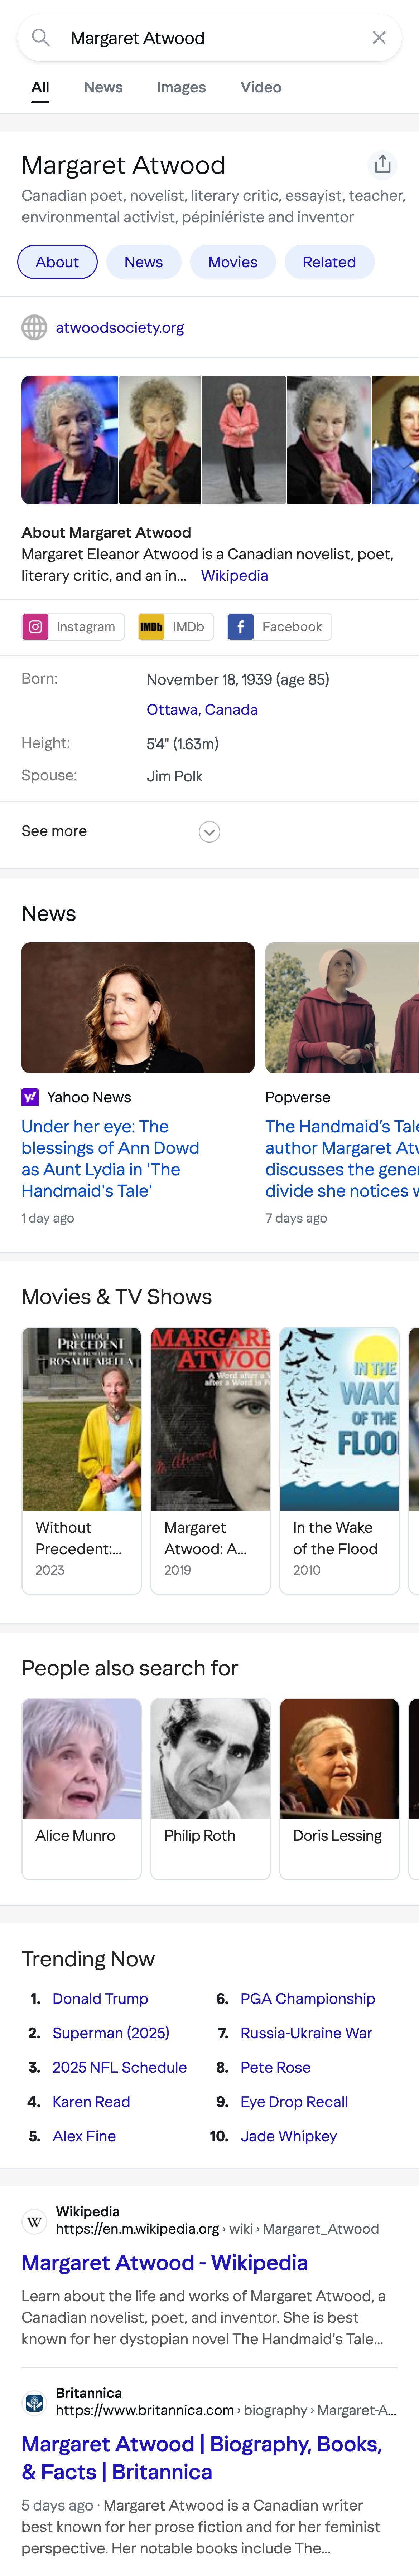 Margaret Atwood
All News Images Video
Margaret Atwood
Canadian poet, novelist, literary critic, essayist, teacher,
environmental activist, pépiniériste and inventor
About News Movies Related
atwoodsociety.org
About Margaret Atwood
Margaret Eleanor Atwood is a Canadian novelist, poet,
literary critic, and an in... Wikipedia
Instagram IMDb IMDb Facebook
Born: November 18, 1939 (age 85)
Ottawa, Canada
Height: 5'4" (1.63m)
Spouse: Jim Polk
See more
News
Yahoo News
Under her eye: The
blessings of Ann Dowd
as Aunt Lydia in 'The
Handmaid's Tale'
1 day ago
Popverse
The Handmaid's Tal
author Margaret Atw
discusses the gene
divide she notices w
7 days ago
Movies & TV Shows
WITHOUT
PRECEDENT
ROSALIE ABELLA
Without
Precedent:...
2023
MARGARE
ATWOO
A Word after a
after a Word is P
Margaret
Atwood: A...
2019
IN THE
WAK
OF THE
FLOO
In the Wake
of the Flood
2010
People also search for
Alice Munro
Philip Roth
Doris Lessing
Trending Now
1. Donald Trump
2. Superman (2025)
3. 2025 NFL Schedule
4. Karen Read
5. Alex Fine
6. PGA Championship
7. Russia-Ukraine War
8. Pete Rose
9. Eye Drop Recall
10. Jade Whipkey
W
Wikipedia
https://en.m.wikipedia.org › wiki › Margaret_Atwood
Margaret Atwood - Wikipedia
Learn about the life and works of Margaret Atwood, a
Canadian novelist, poet, and inventor. She is best
known for her dystopian novel The Handmaid's Tale...
Britannica
https://www.britannica.com › biography › Margaret-A...
Margaret Atwood | Biography, Books,
& Facts | Britannica
5 days ago · Margaret Atwood is a Canadian writer
best known for her prose fiction and for her feminist
perspective. Her notable books include The...